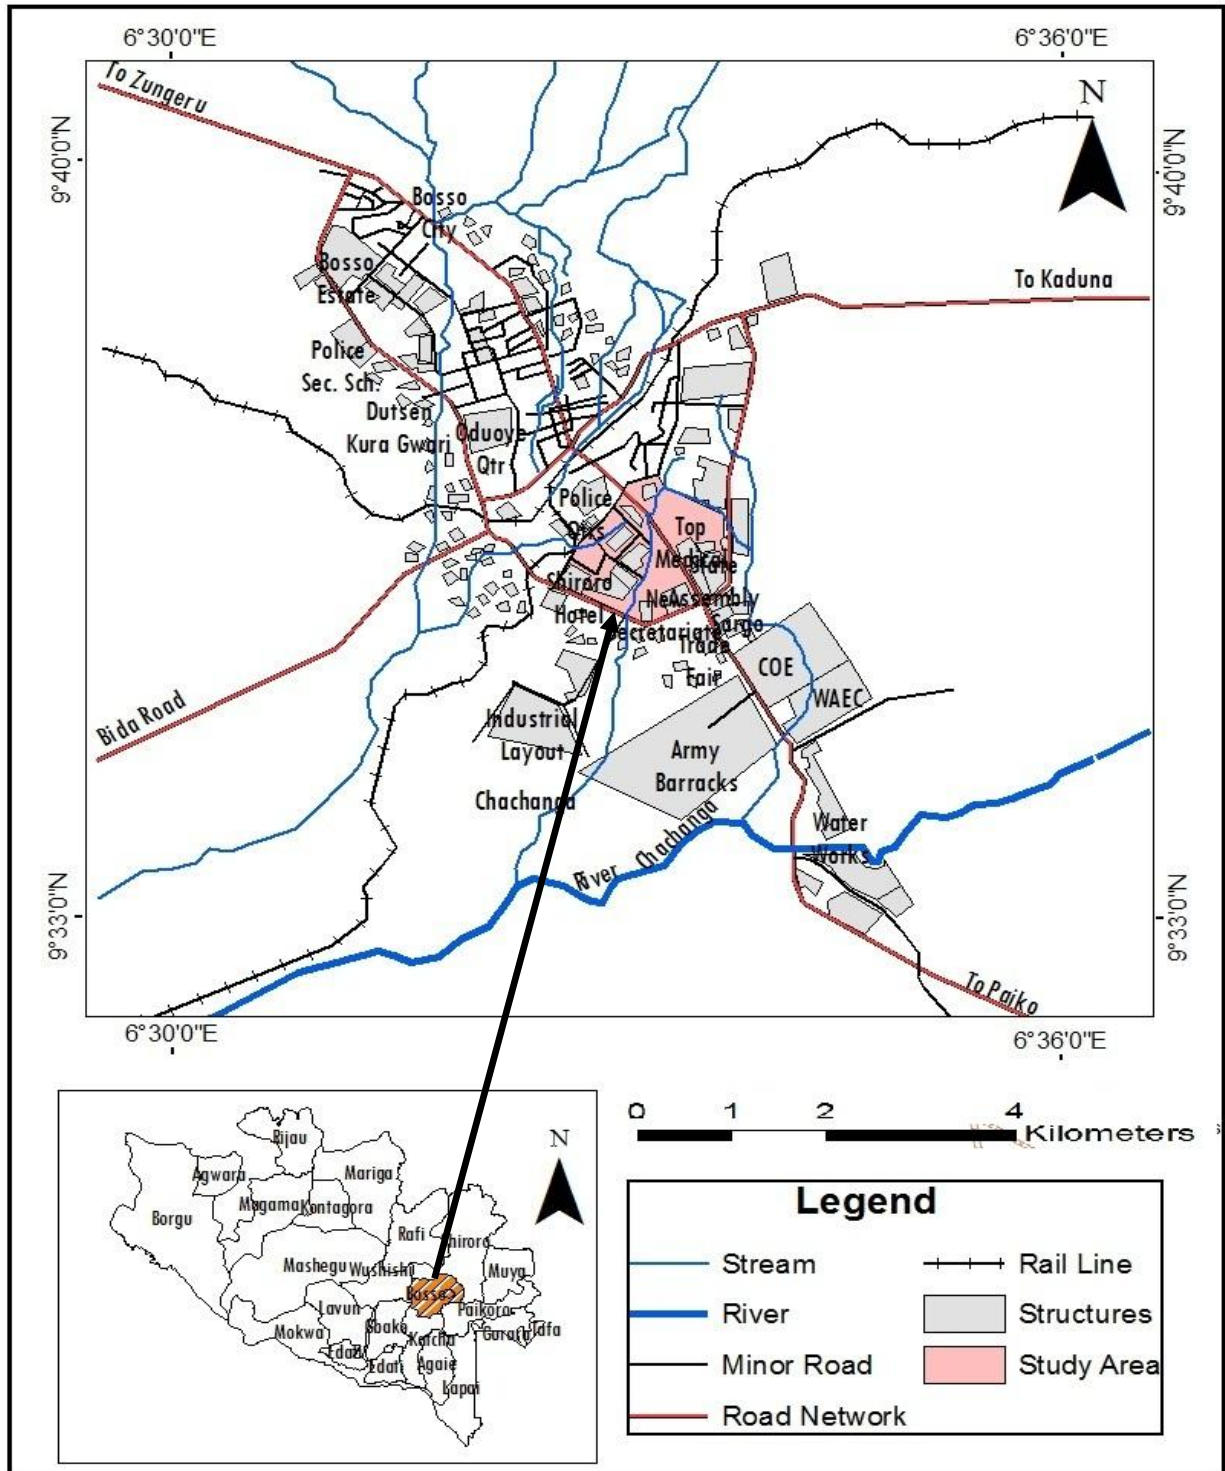 6°30'0"E
6°36'0"E
To Zungeru
N
9°40'0"N
9°40'0"N
Bosso
City
Bosso
Estate
To Kaduna
Police
Sec. Sch.
Dutsen
Kura Gwari
Oduoye
Qtr
Police
Qtrs
Top
Medical
State
Shiroro
Hotel
New
Assembly
Secretariate
Sargo
Trade
Fair
COE
WAEC
Bida Road
Industrial
Layout
Army
Barracks
Chachanga
River Chachanga
Water
Works
9°33'0"N
9°33'0"N
To Paiko
6°30'0"E
6°36'0"E
N
Rijau
Agwara
Mariga
Borgu
Magama
Kontagora
Rafi
Shiroro
Mashegu
Wushishi
Muya
Bosso
Lavun
Paikoro
Mokwa
Gbako
Katcha
Gurara
Tafa
Edati
Agaie
Lapai
0 1 2 4
Kilometers
Legend
Stream
River
Minor Road
Road Network
Rail Line
Structures
Study Area